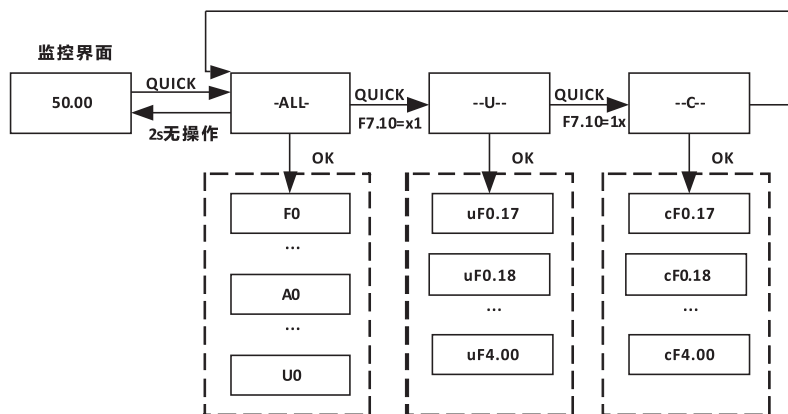 监控界面
50.00
QUICK
2s无操作
-ALL-
QUICK
F7.10=x1
--U--
QUICK
F7.10=1x
--C--
OK
OK
OK
F0
...
A0
...
U0
uF0.17
uF0.18
...
uF4.00
cF0.17
cF0.18
...
cF4.00